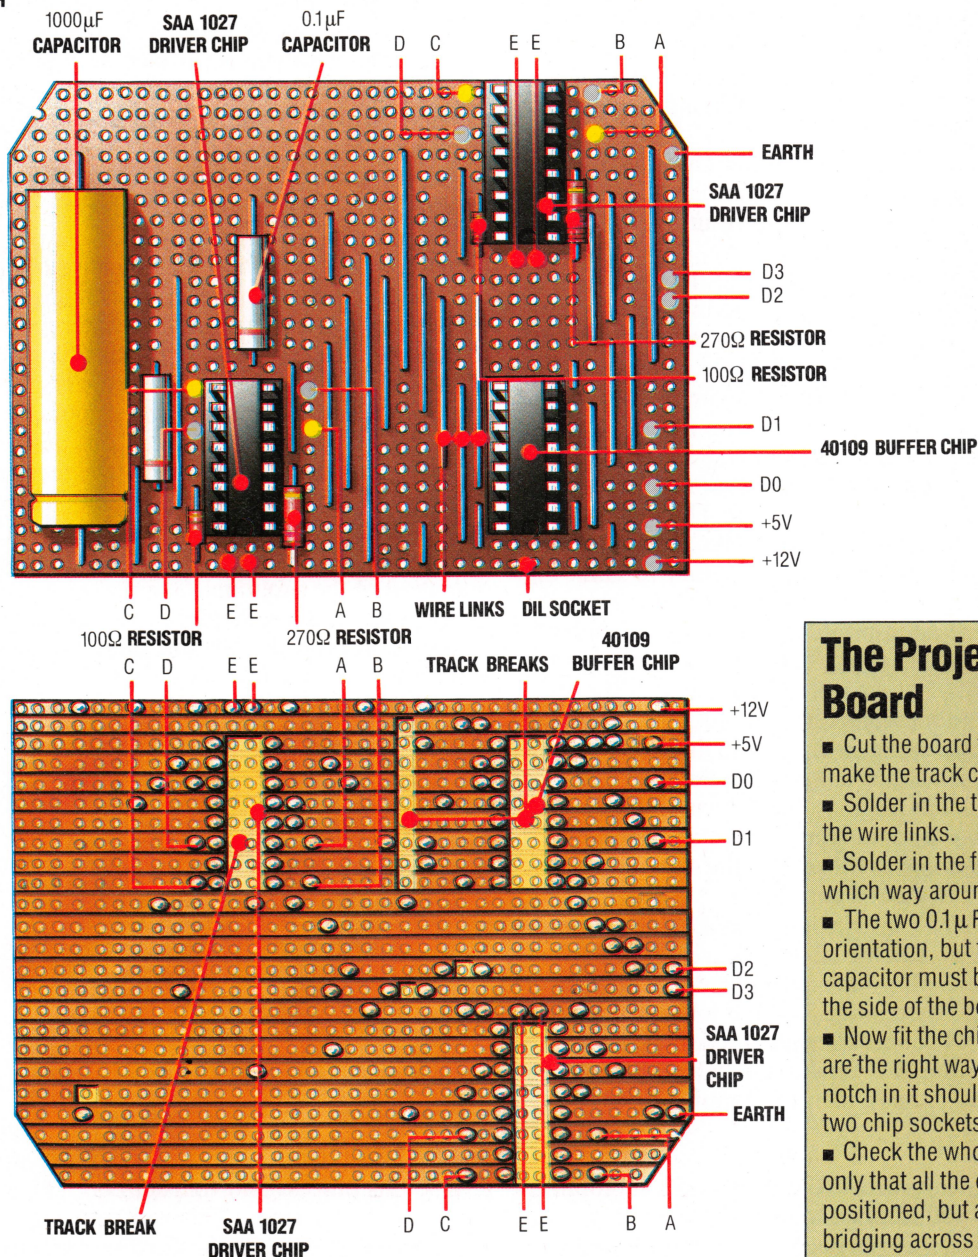 1000µF
CAPACITOR
SAA 1027
DRIVER CHIP
0.1µF
CAPACITOR
D
C
E
E
B
A
EARTH
SAA 1027
DRIVER CHIP
D3
D2
270Ω RESISTOR
100Ω RESISTOR
D1
40109 BUFFER CHIP
D0
+5V
+12V
C
D
E
E
A
B
WIRE LINKS
DIL SOCKET
100Ω RESISTOR
270Ω RESISTOR
C
D
E
E
A
B
TRACK BREAKS
40109
BUFFER CHIP
+12V
+5V
D0
D1
D2
D3
SAA 1027
DRIVER
CHIP
EARTH
D
C
E
E
B
A
TRACK BREAK
SAA 1027
DRIVER CHIP
The Proje
Board
■ Cut the board
make the track c
■ Solder in the t
the wire links.
■ Solder in the f
which way aroun
■ The two 0.1µF
orientation, but
capacitor must b
the side of the b
■ Now fit the chi
are the right way
notch in it shoul
two chip sockets
■ Check the who
only that all the
positioned, but a
bridging across